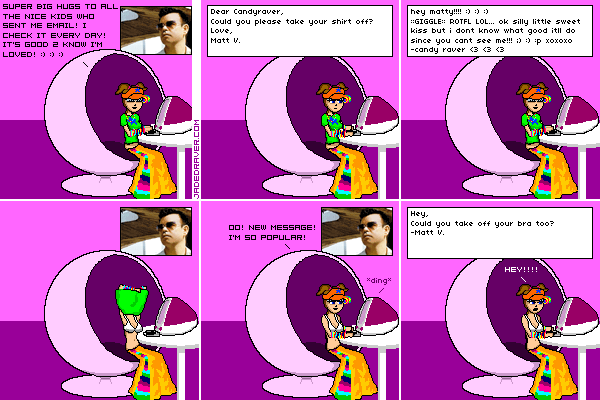 SUPER BIG HUGS TO ALL
THE NICE KIDS WHO
SENT ME EMAIL! I
CHECK IT EVERY DAY!
IT'S GOOD 2 KNOW I'M
LOVED! :) :) :)
JADEDRAVER.COM
Dear Candyraver,
Could you please take your shirt off?
Love,
Matt V.
hey matty!!!! :) :) :)
::GIGGLE:: ROTFL LOL... ok silly little sweet
kiss but i dont know what good itll do
since you cant see me!!! :) :) :p xoxoxo
-candy raver <3 <3 <3
OO! NEW MESSAGE!
I'M SO POPULAR!
*ding*
Hey,
Could you take off your bra too?
-Matt V.
HEY!!!!